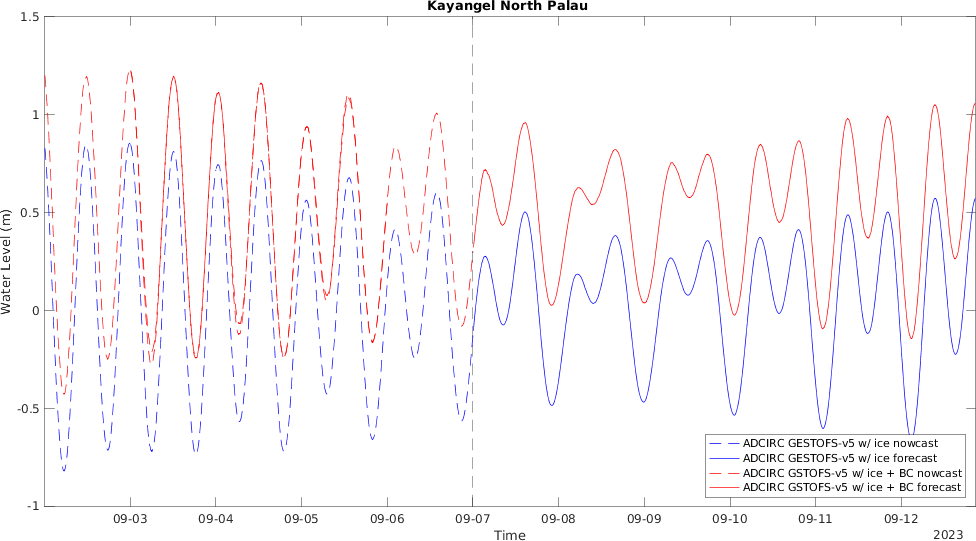 Kayangel North Palau
1.5
1
0.5
0
-0.5
-1
Water Level (m)
09-03 09-04 09-05 09-06 09-07 09-08 09-09 09-10 09-11 09-12
Time
2023
ADCIRC GESTOFS-v5 w/ ice nowcast
ADCIRC GESTOFS-v5 w/ ice forecast
ADCIRC GSTOFS-v5 w/ ice + BC nowcast
ADCIRC GSTOFS-v5 w/ ice + BC forecast